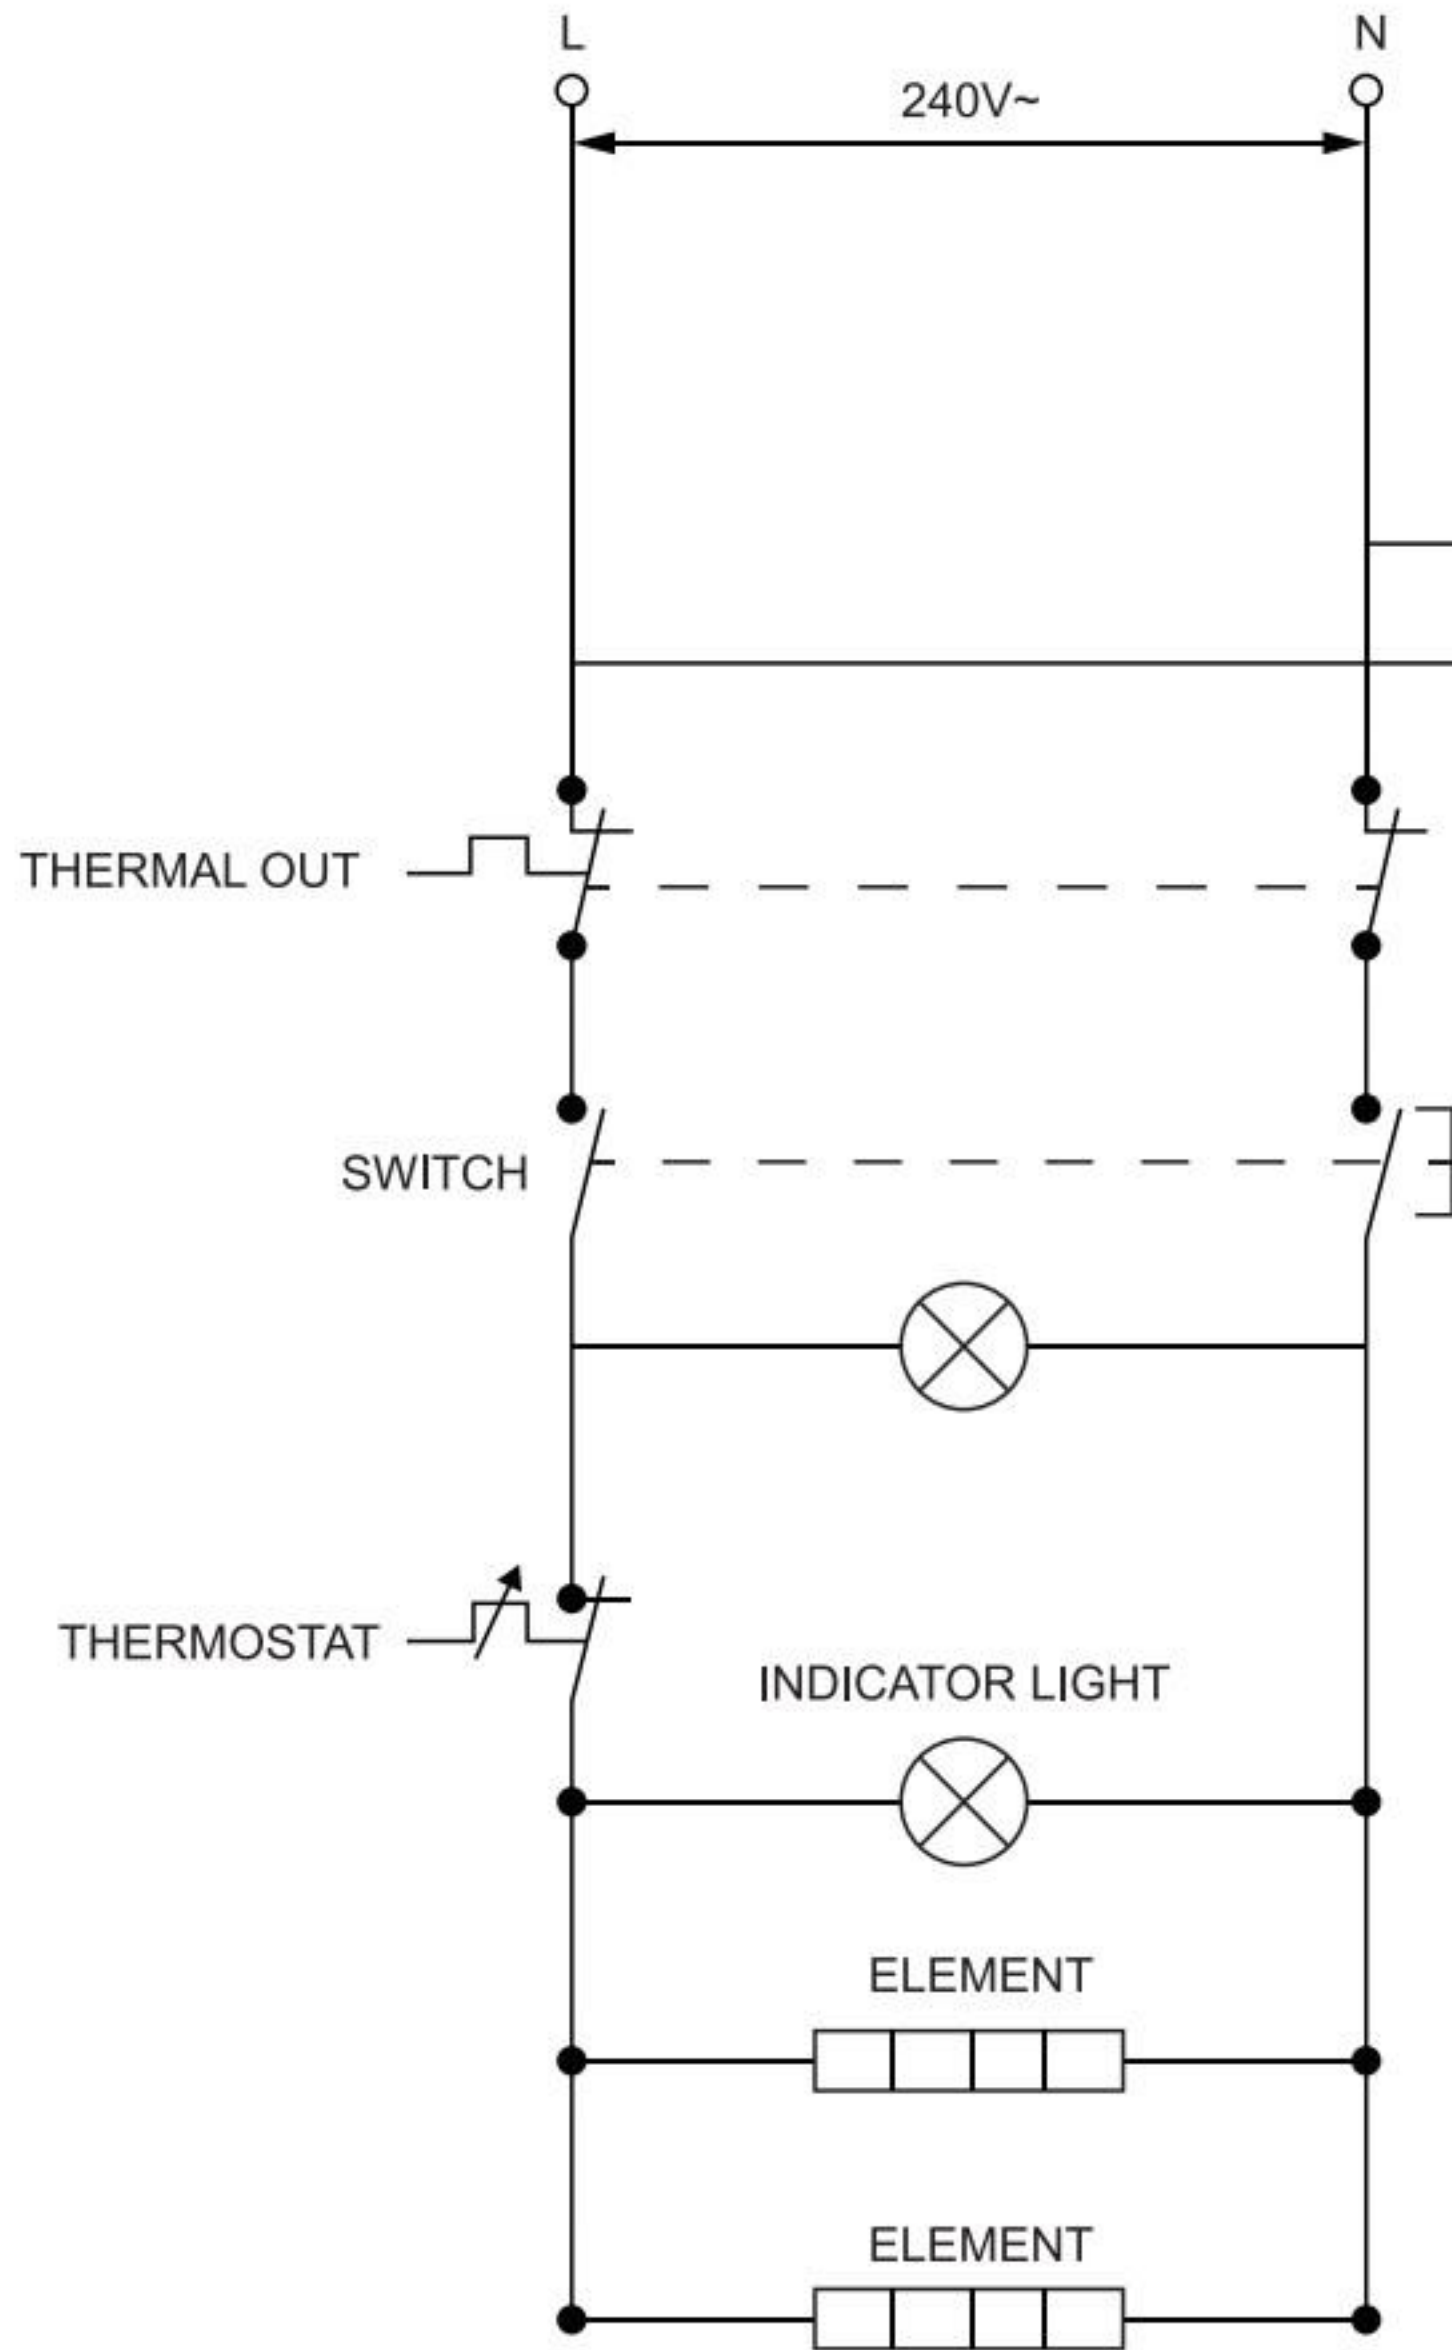 L
N
240V~
THERMAL OUT
SWITCH
THERMOSTAT
INDICATOR LIGHT
ELEMENT
ELEMENT